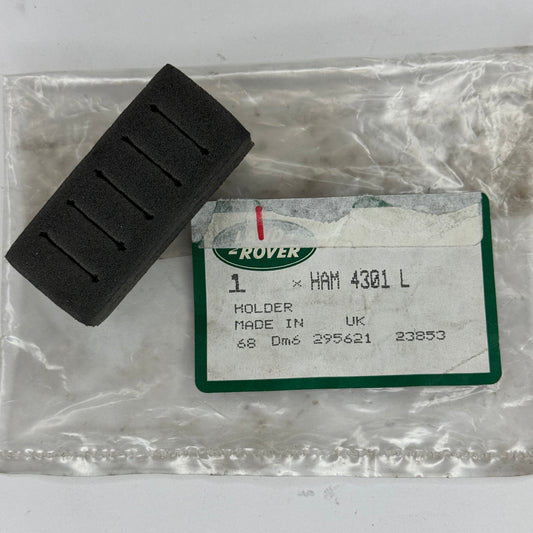 ROVER
1 × HAM 4301 L
HOLDER
MADE IN UK
68 Dm6 295621 23853